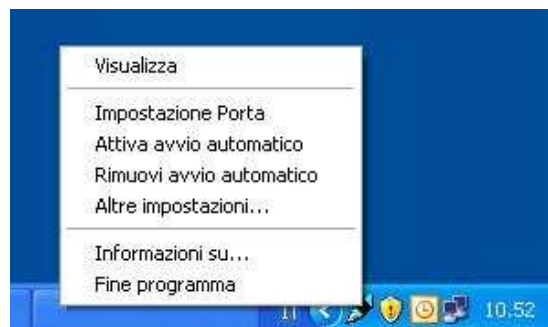 Visualizza
Impostazione Porta
Attiva avvio automatico
Rimuovi avvio automatico
Altre impostazioni...
Informazioni su...
Fine programma
10.52